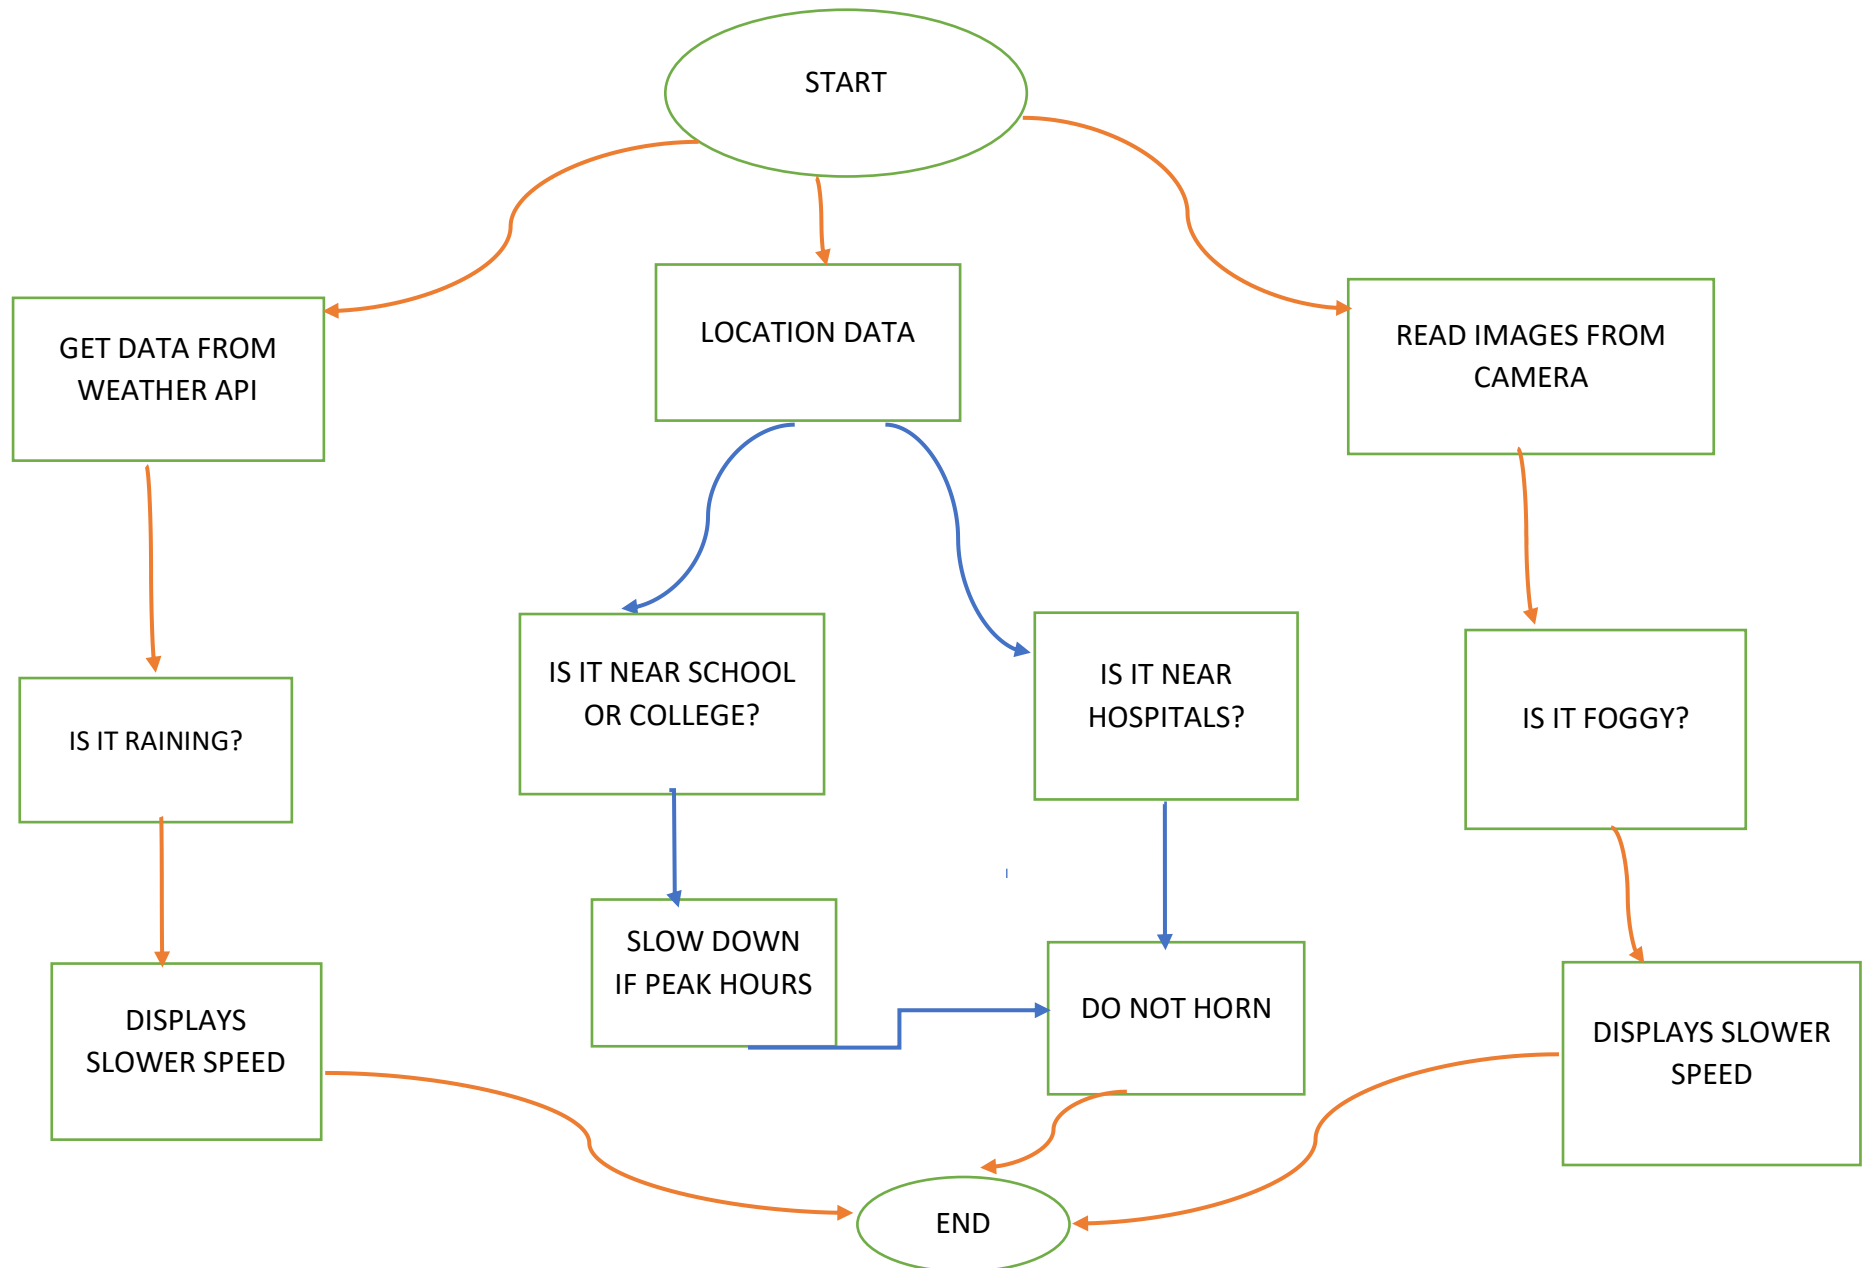 START
GET DATA FROM
WEATHER API
LOCATION DATA
READ IMAGES FROM
CAMERA
IS IT RAINING?
IS IT NEAR SCHOOL
OR COLLEGE?
IS IT NEAR
HOSPITALS?
IS IT FOGGY?
DISPLAYS
SLOWER SPEED
SLOW DOWN
IF PEAK HOURS
DO NOT HORN
DISPLAYS SLOWER
SPEED
END